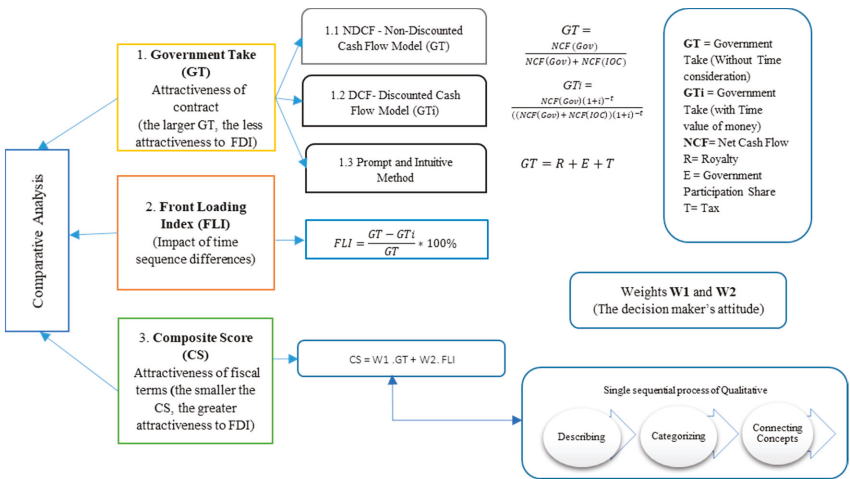 Comparative Analysis
1. Government Take
(GT)
Attractiveness of
contract
(the larger GT, the less
attractiveness to FDI)
2. Front Loading
Index (FLI)
(Impact of time
sequence differences)
3. Composite Score
(CS)
Attractiveness of fiscal
terms (the smaller the
CS, the greater
attractiveness to FDI)
1.1 NDCF - Non-Discounted
Cash Flow Model (GT)
1.2 DCF- Discounted Cash
Flow Model (GTi)
1.3 Prompt and Intuitive
Method
GT =
NCF(Gov)
NCF(Gov) + NCF(IOC)
GTi =
NCF(Gov)(1+i)^{-t}
((NCF(Gov)+NCF(IOC))(1+i)^{-t}
GT = R + E + T
FLI = \frac{GT − GTi}{GT} * 100%
CS = W1 .GT + W2. FLI
GT = Government
Take (Without Time
consideration)
GTi = Government
Take (with Time
value of money)
NCF= Net Cash Flow
R= Royalty
E = Government
Participation Share
T= Tax
Weights W1 and W2
(The decision maker's attitude)
Single sequential process of Qualitative
Describing
Categorizing
Connecting
Concepts